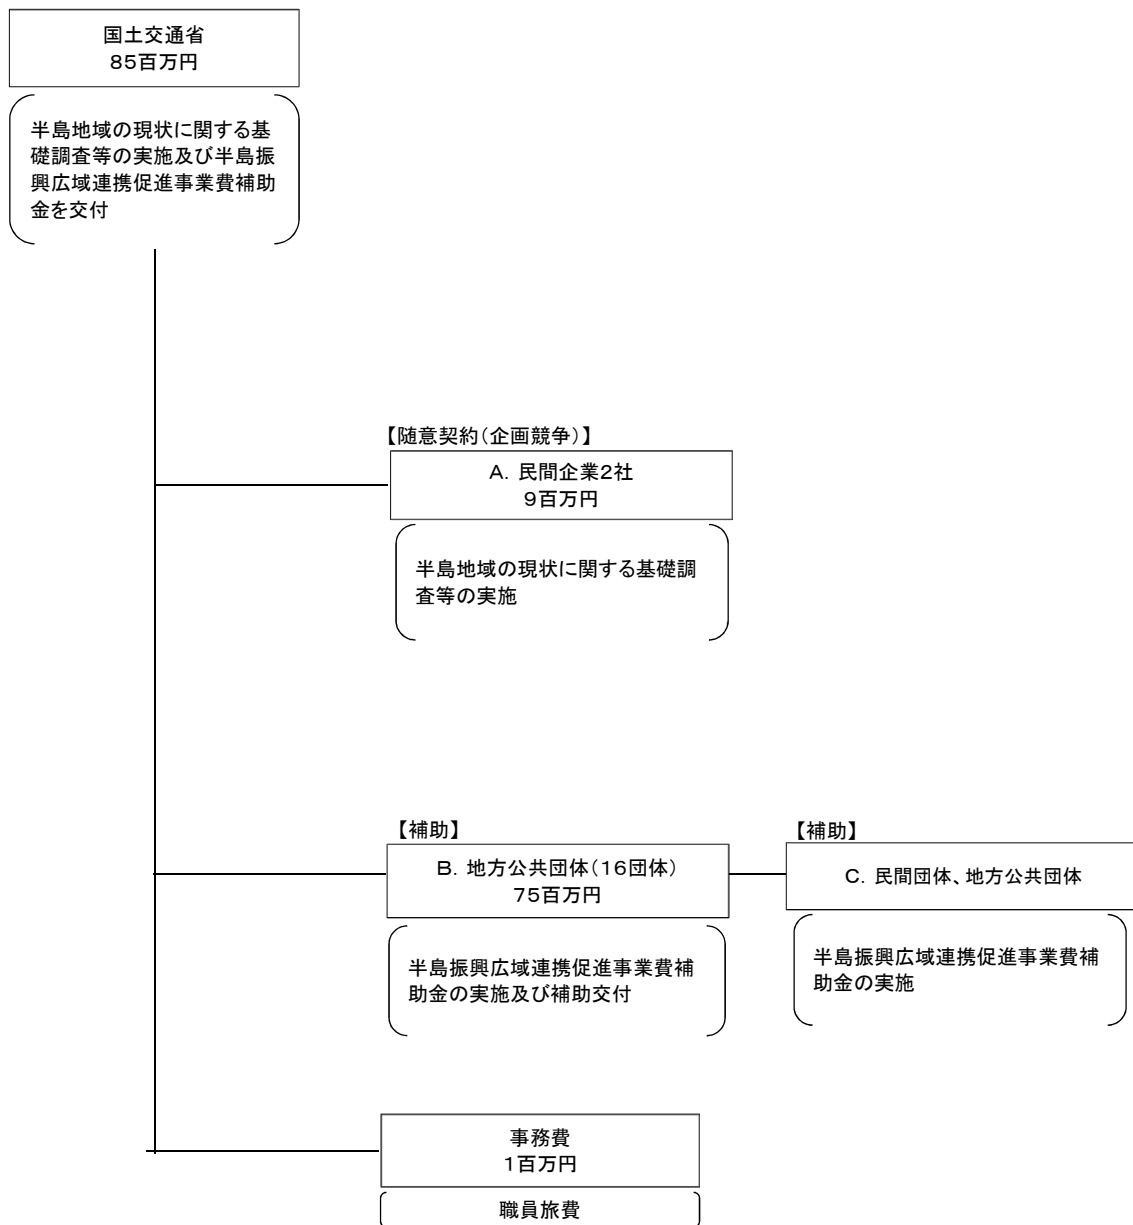 国土交通省
85百万円
半島地域の現状に関する基
礎調査等の実施及び半島振
興広域連携促進事業費補助
金を交付
【随意契約(企画競争)】
A. 民間企業2社
9百万円
半島地域の現状に関する基礎調
査等の実施
【補助】
B. 地方公共団体(16団体)
75百万円
半島振興広域連携促進事業費補
助金の実施及び補助交付
【補助】
C. 民間団体、地方公共団体
半島振興広域連携促進事業費補
助金の実施
事務費
1百万円
職員旅費